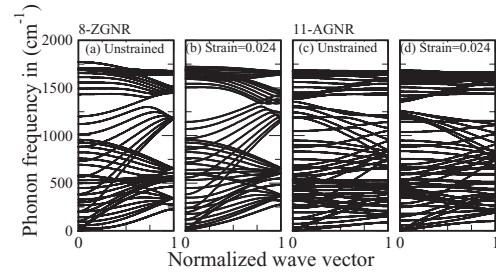 8-ZGNR 11-AGNR
(a) Unstrained (b) Strain=0.024 (c) Unstrained (d) Strain=0.024
Phonon frequency in (cm⁻¹)
2000
1500
1000
500
0
0 1 0 1 0 1 0 1
Normalized wave vector